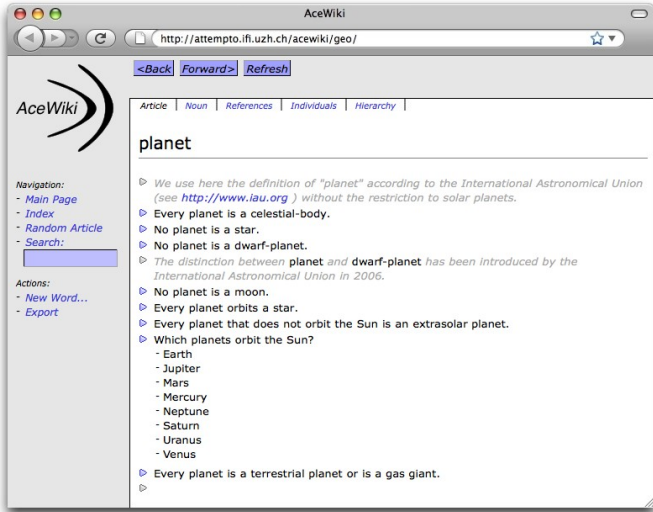 AceWiki
http://attempto.ifi.uzh.ch/acewiki/geo/
<Back Forward> Refresh
AceWiki
Article Noun References Individuals Hierarchy
planet
Navigation:
- Main Page
- Index
- Random Article
- Search:
Actions:
- New Word...
- Export
We use here the definition of "planet" according to the International Astronomical Union
(see http://www.iau.org ) without the restriction to solar planets.
Every planet is a celestial-body.
No planet is a star.
No planet is a dwarf-planet.
The distinction between planet and dwarf-planet has been introduced by the
International Astronomical Union in 2006.
No planet is a moon.
Every planet orbits a star.
Every planet that does not orbit the Sun is an extrasolar planet.
Which planets orbit the Sun?
- Earth
- Jupiter
- Mars
- Mercury
- Neptune
- Saturn
- Uranus
- Venus
Every planet is a terrestrial planet or is a gas giant.